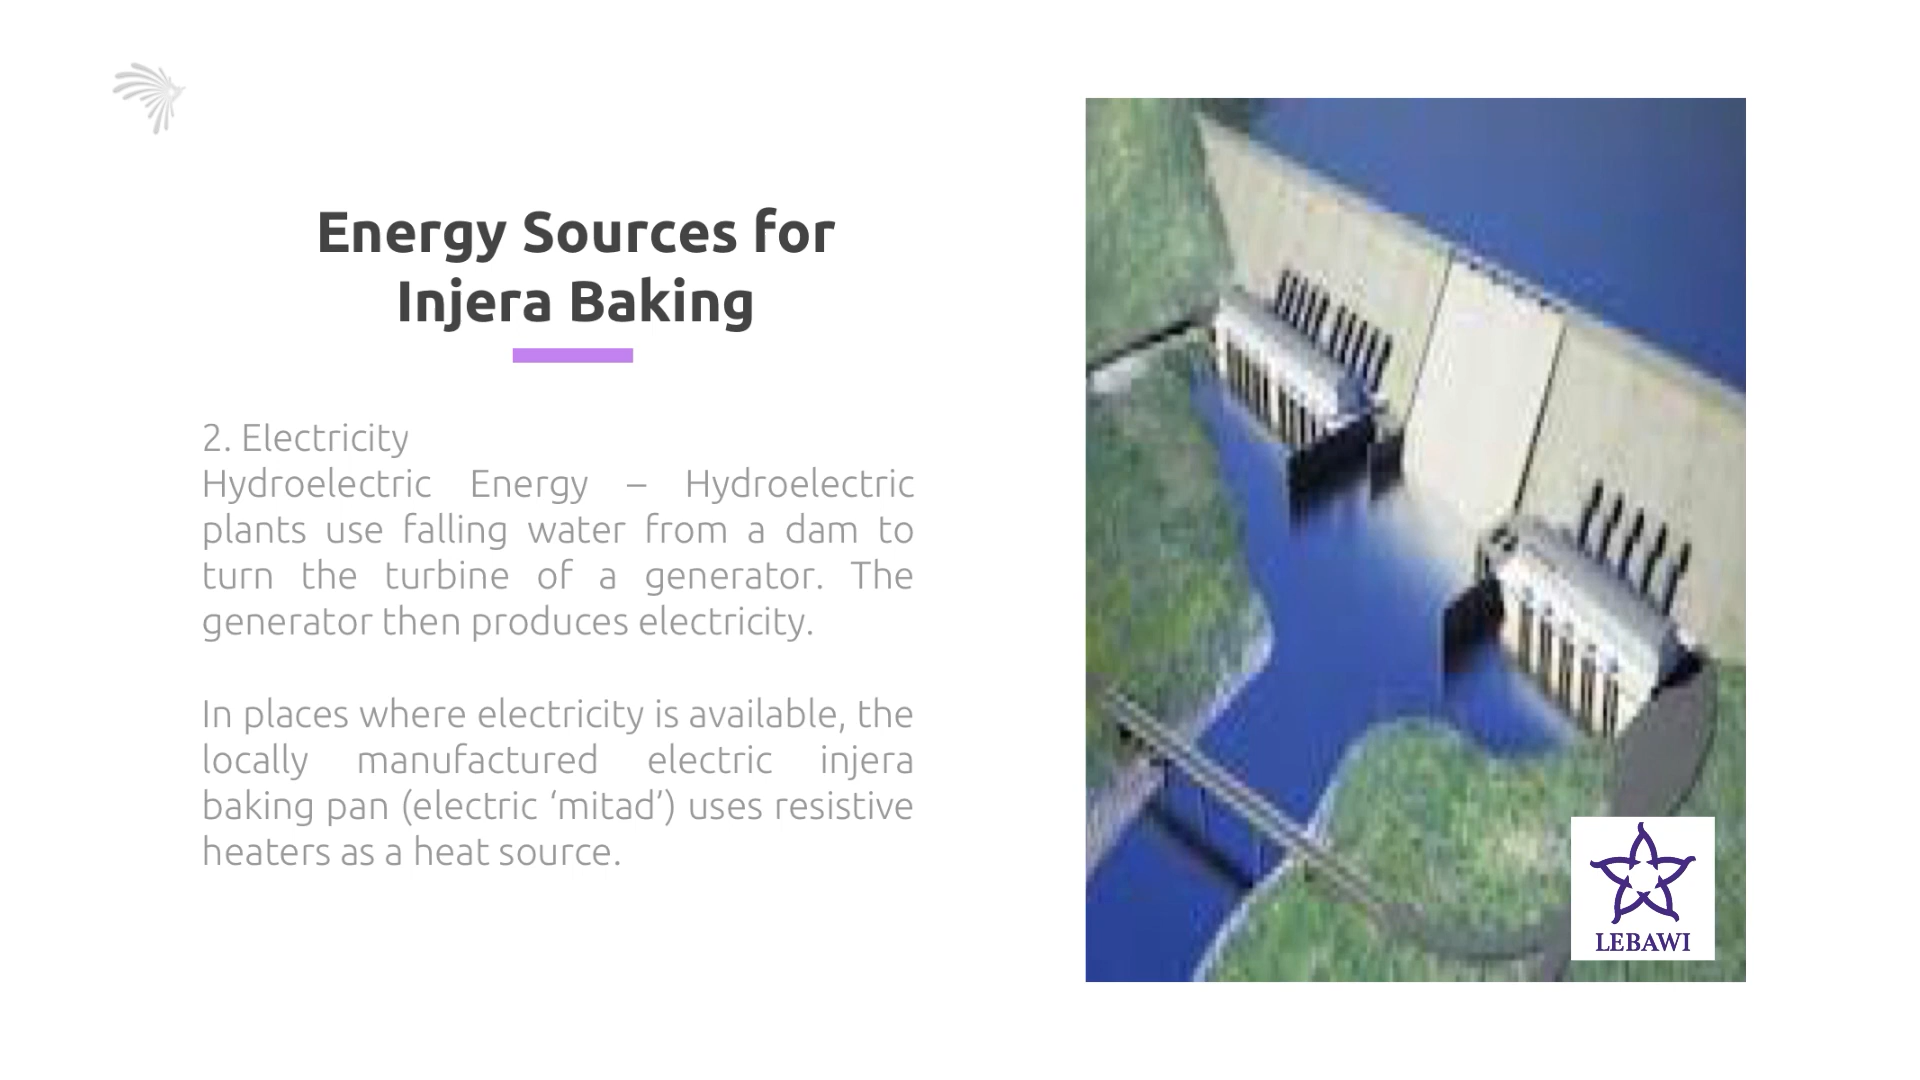 Energy Sources for
Injera Baking
2. Electricity
Hydroelectric Energy – Hydroelectric
plants use falling water from a dam to
turn the turbine of a generator. The
generator then produces electricity.
In places where electricity is available, the
locally manufactured electric injera
baking pan (electric ‘mitad’) uses resistive
heaters as a heat source.
LEBAWI